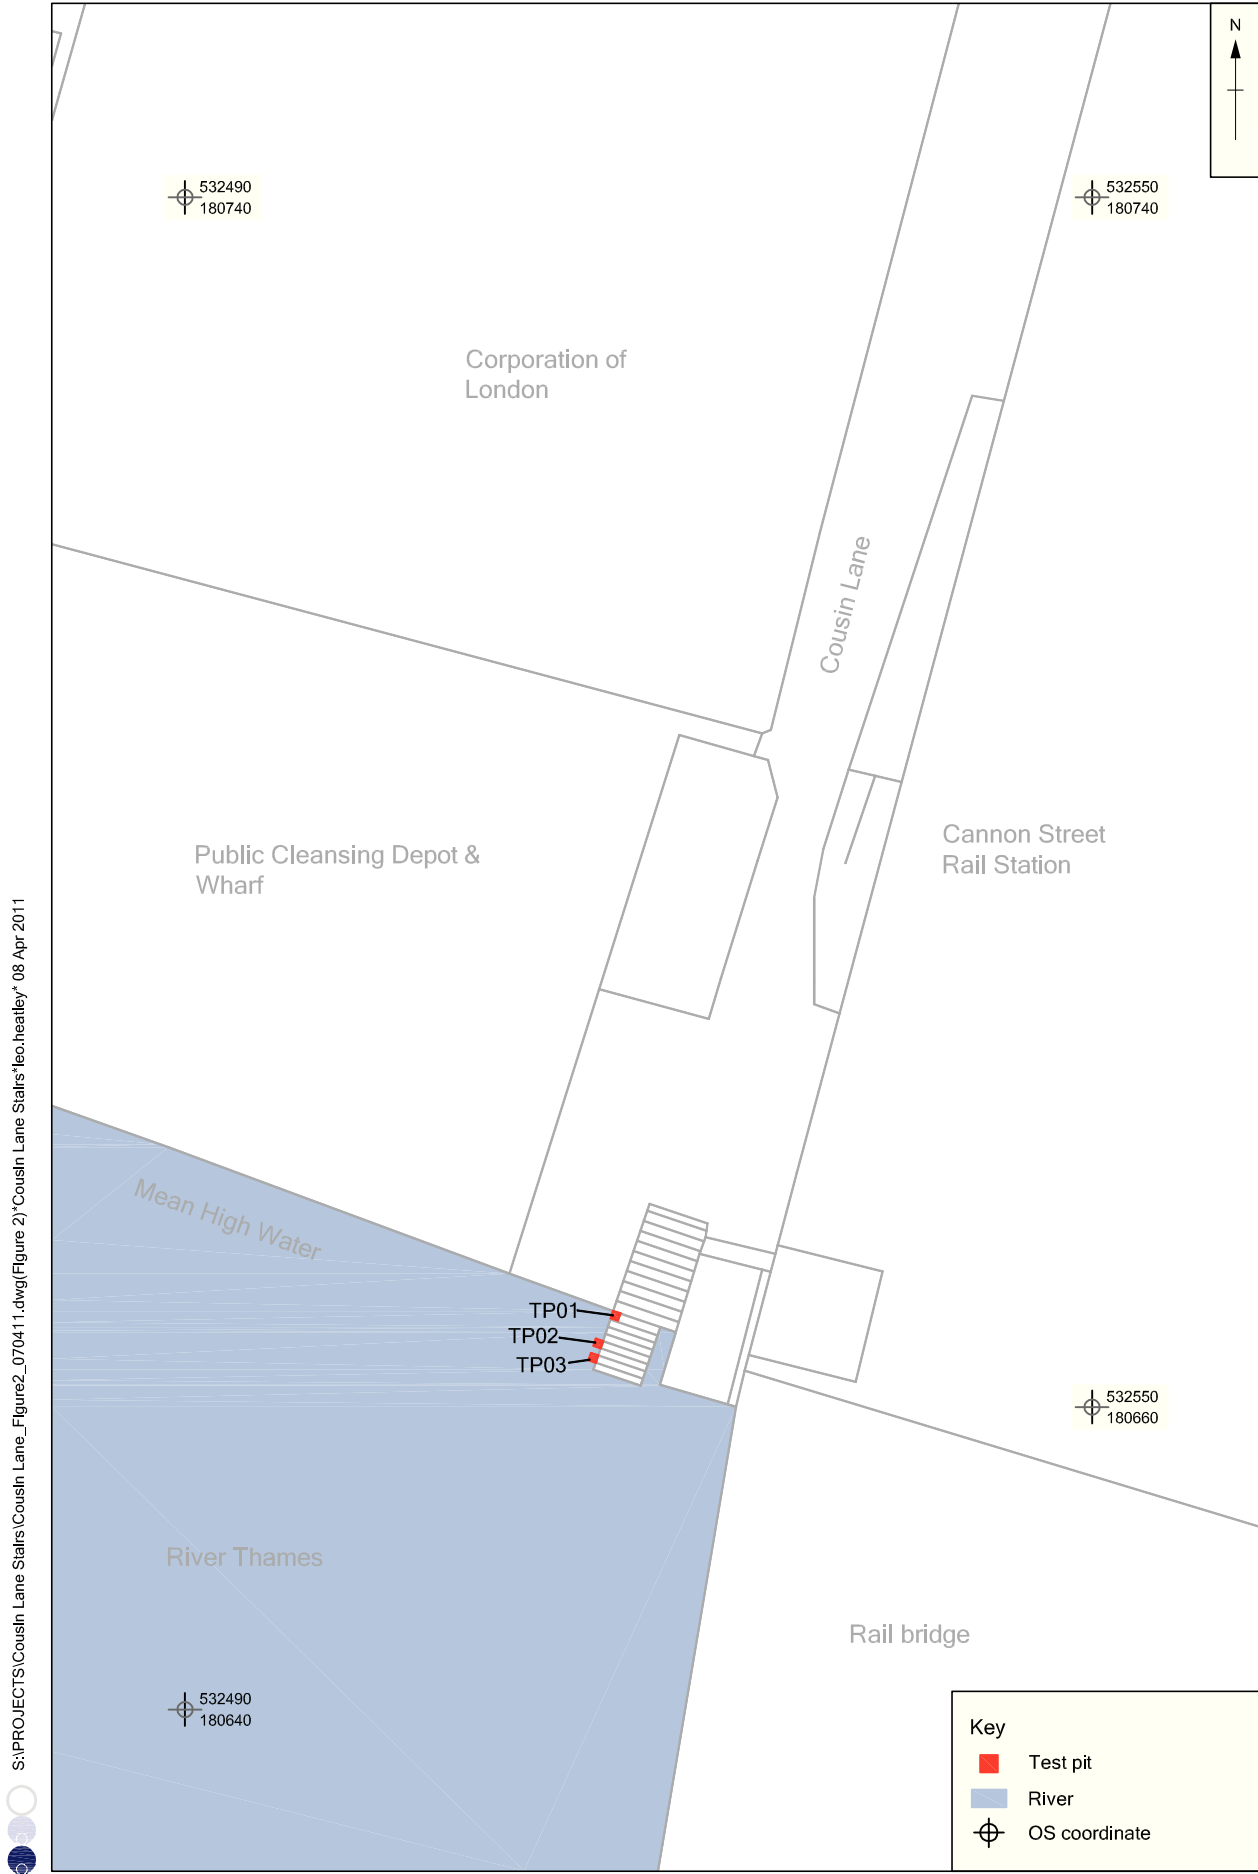 N
532490
180740
532550
180740
Corporation of
London
Cousin Lane
Public Cleansing Depot &
Wharf
Cannon Street
Rail Station
Mean High Water
TP01
TP02
TP03
532550
180660
River Thames
Rail bridge
532490
180640
Key
Test pit
River
OS coordinate
S:\PROJECTS\Cousin Lane Stairs\Cousin Lane_Figure2_070411.dwg(Figure 2)*Cousin Lane Stairs*leo.heatley* 08 Apr 2011